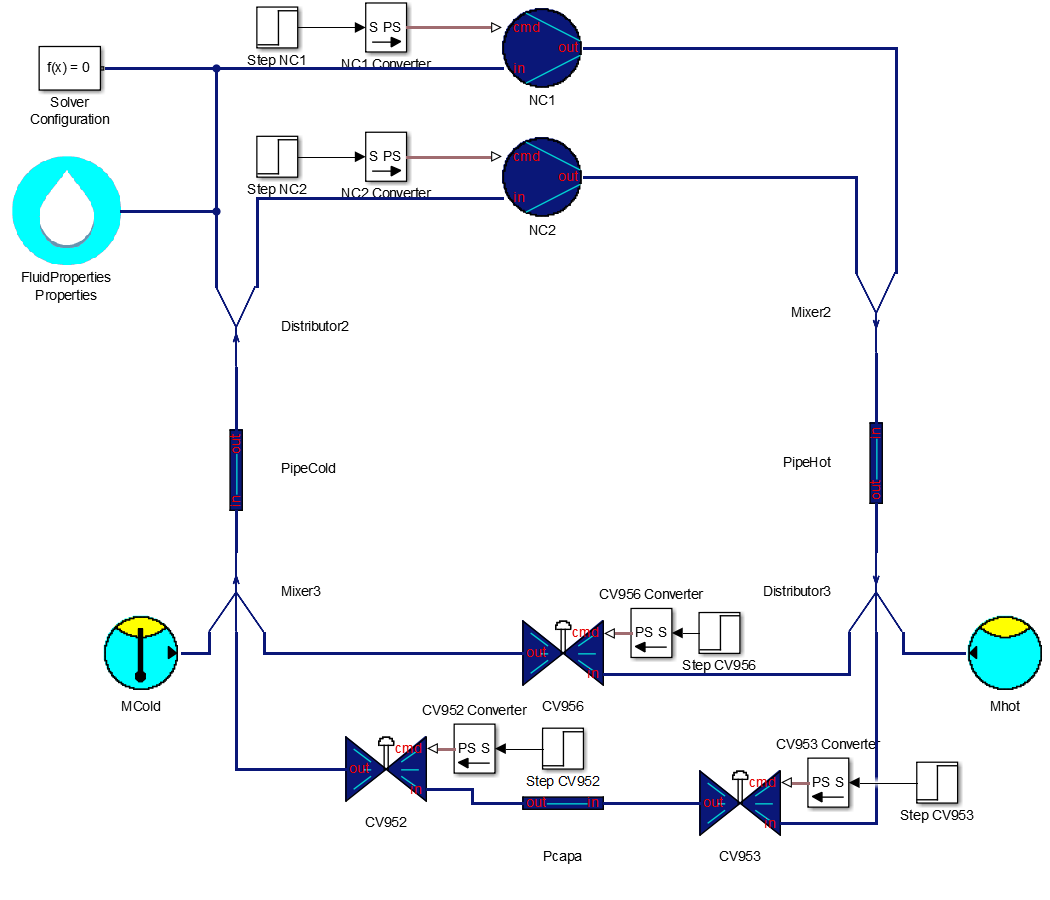 S PS
cmd
out
Step NC1
NC1 Converter
in
f(x) = 0
NC1
Solver
Configuration
S PS
cmd
out
Step NC2
NC2 Converter
in
NC2
FluidProperties
Properties
Distributor2
Mixer2
out
in
PipeCold
PipeHot
in
out
Mixer3
CV956 Converter
Distributor3
cmd
PS S
out
in
Step CV956
MCold
CV956
Mhot
CV952 Converter
cmd
PS S
out
in
Step CV952
CV953 Converter
cmd
PS S
out
in
out
in
Step CV953
CV952
Pcapa
CV953